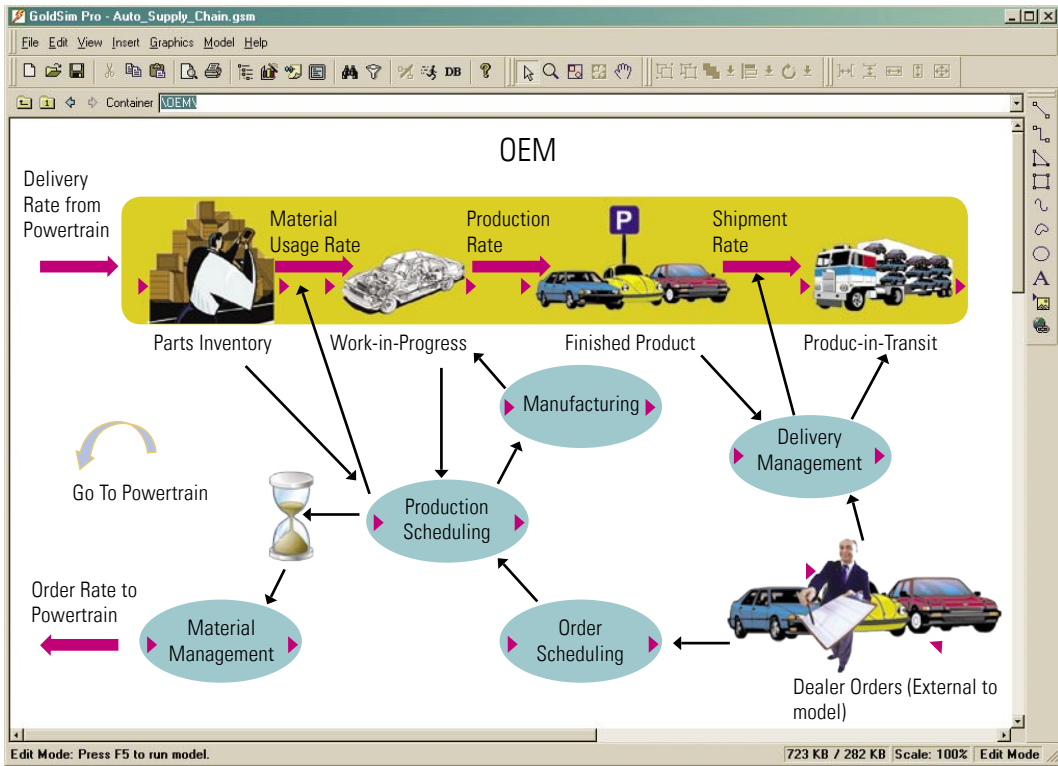 GoldSim Pro - Auto_Supply_Chain.gsm
File Edit View Insert Graphics Model Help
DB ?
Container \OEM\
A
OEM
Delivery
Rate from
Powertrain
Material
Usage Rate
Production
Rate
P
Shipment
Rate
Parts Inventory
Work-in-Progress
Finished Product
Produc-in-Transit
Manufacturing
Delivery
Management
Go To Powertrain
Production
Scheduling
Order Rate to
Powertrain
Material
Management
Order
Scheduling
Dealer Orders (External to
model)
Edit Mode: Press F5 to run model.
723 KB / 282 KB Scale: 100% Edit Mode